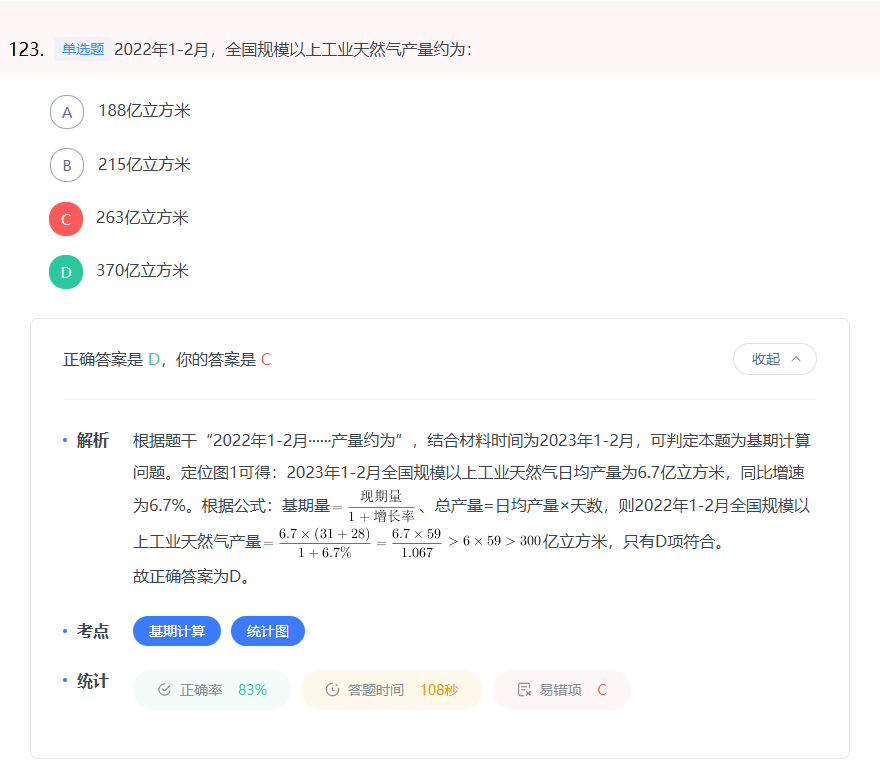 123. 单选题 2022年1-2月，全国规模以上工业天然气产量约为：
A 188亿立方米
B 215亿立方米
C 263亿立方米
D 370亿立方米
正确答案是 D，你的答案是 C 收起
• 解析 根据题干“2022年1-2月······产量约为”，结合材料时间为2023年1-2月，可判定本题为基期计算
问题。定位图1可得：2023年1-2月全国规模以上工业天然气日均产量为6.7亿立方米，同比增速
为6.7%。根据公式：基期量=现期量/(1+增长率)、总产量=日均产量×天数，则2022年1-2月全国规模以
上工业天然气产量=6.7×(31+28)/(1+6.7%)=6.7×59/1.067>6×59>300亿立方米，只有D项符合。
故正确答案为D。
• 考点 基期计算 统计图
• 统计 正确率 83% 答题时间 108秒 易错项 C